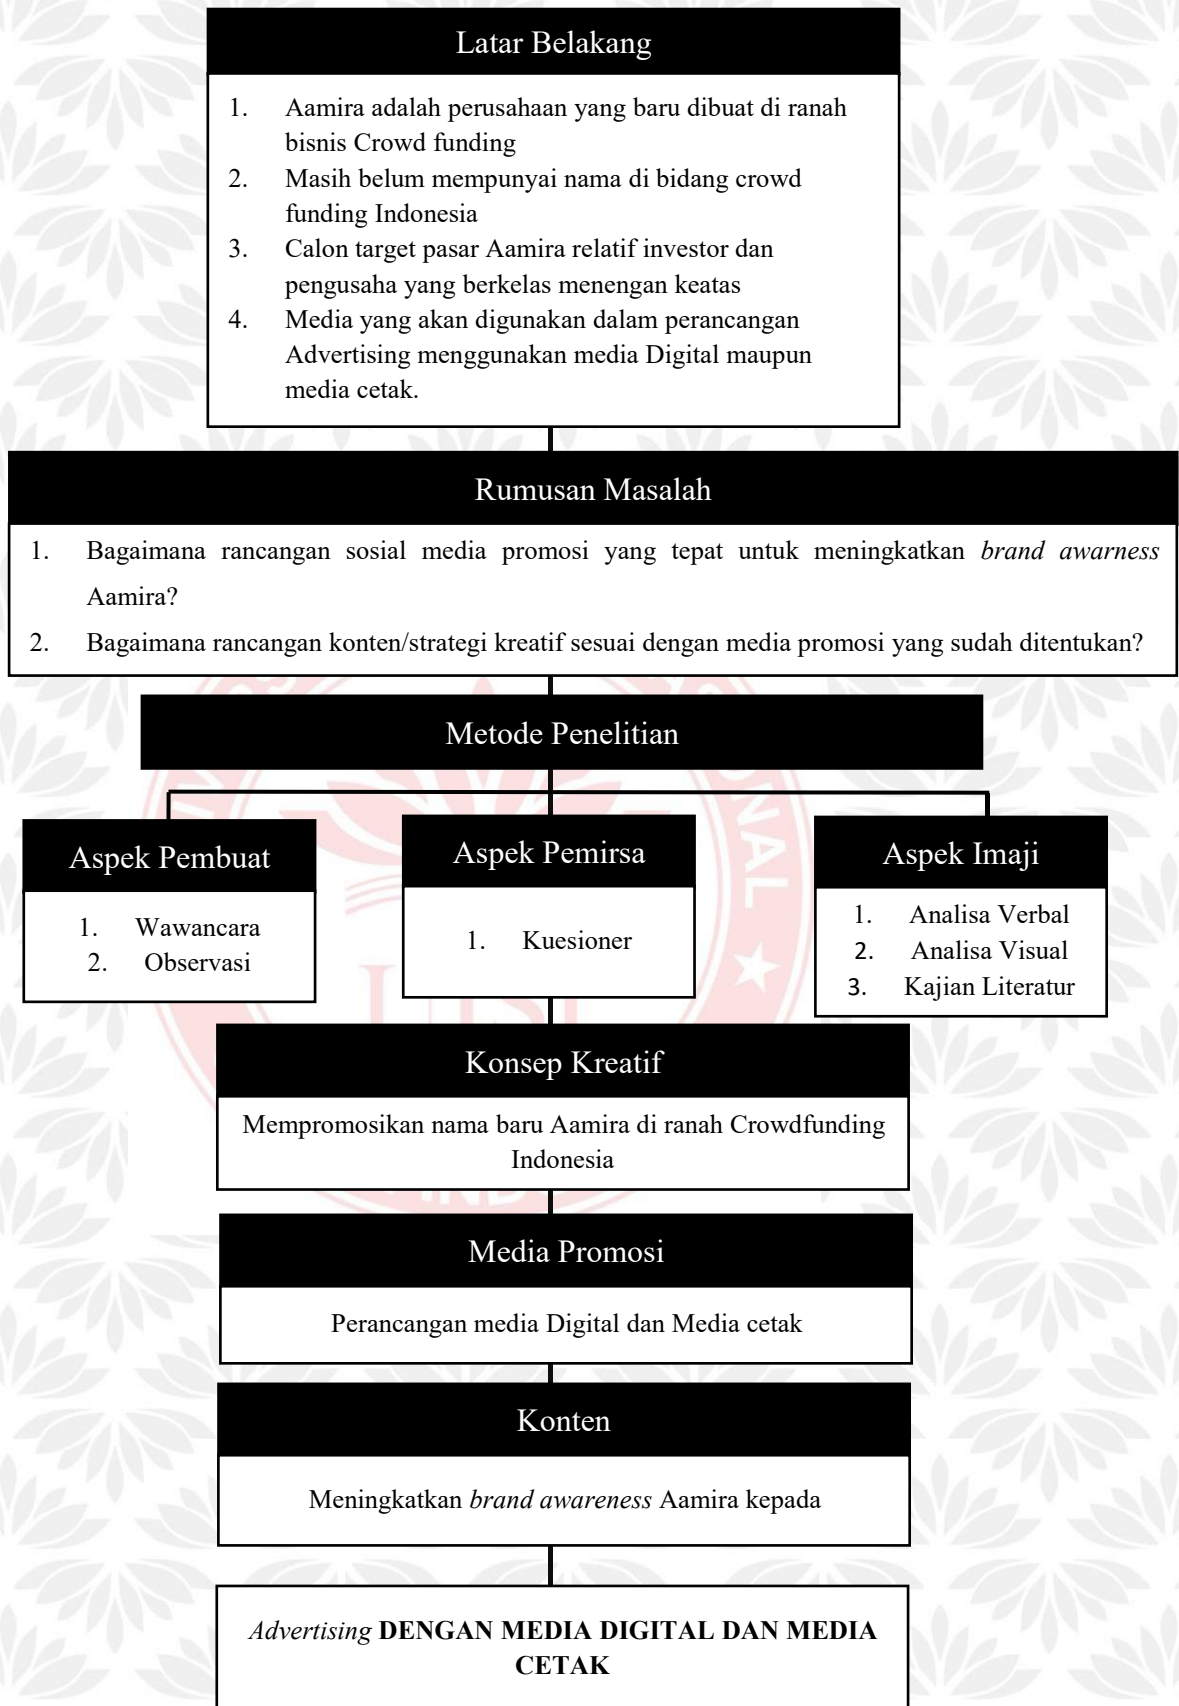 Latar Belakang
1. Aamira adalah perusahaan yang baru dibuat di ranah
bisnis Crowd funding
2. Masih belum mempunyai nama di bidang crowd
funding Indonesia
3. Calon target pasar Aamira relatif investor dan
pengusaha yang berkelas menengan keatas
4. Media yang akan digunakan dalam perancangan
Advertising menggunakan media Digital maupun
media cetak.
Rumusan Masalah
1. Bagaimana rancangan sosial media promosi yang tepat untuk meningkatkan brand awarness
Aamira?
2. Bagaimana rancangan konten/strategi kreatif sesuai dengan media promosi yang sudah ditentukan?
Metode Penelitian
Aspek Pembuat
1. Wawancara
2. Observasi
Aspek Pemirsa
1. Kuesioner
Aspek Imaji
1. Analisa Verbal
2. Analisa Visual
3. Kajian Literatur
Konsep Kreatif
Mempromosikan nama baru Aamira di ranah Crowdfunding
Indonesia
Media Promosi
Perancangan media Digital dan Media cetak
Konten
Meningkatkan brand awareness Aamira kepada
Advertising DENGAN MEDIA DIGITAL DAN MEDIA
CETAK